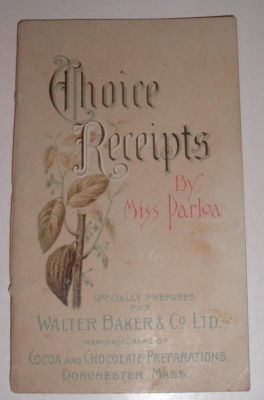 Choice
Receipts
By
Miss Parloa
SPECIALLY PREPARED
FOR
WALTER BAKER & CO. LTD.
MANUFACTURERS OF
COCOA AND CHOCOLATE PREPARATIONS,
DORCHESTER, MASS.